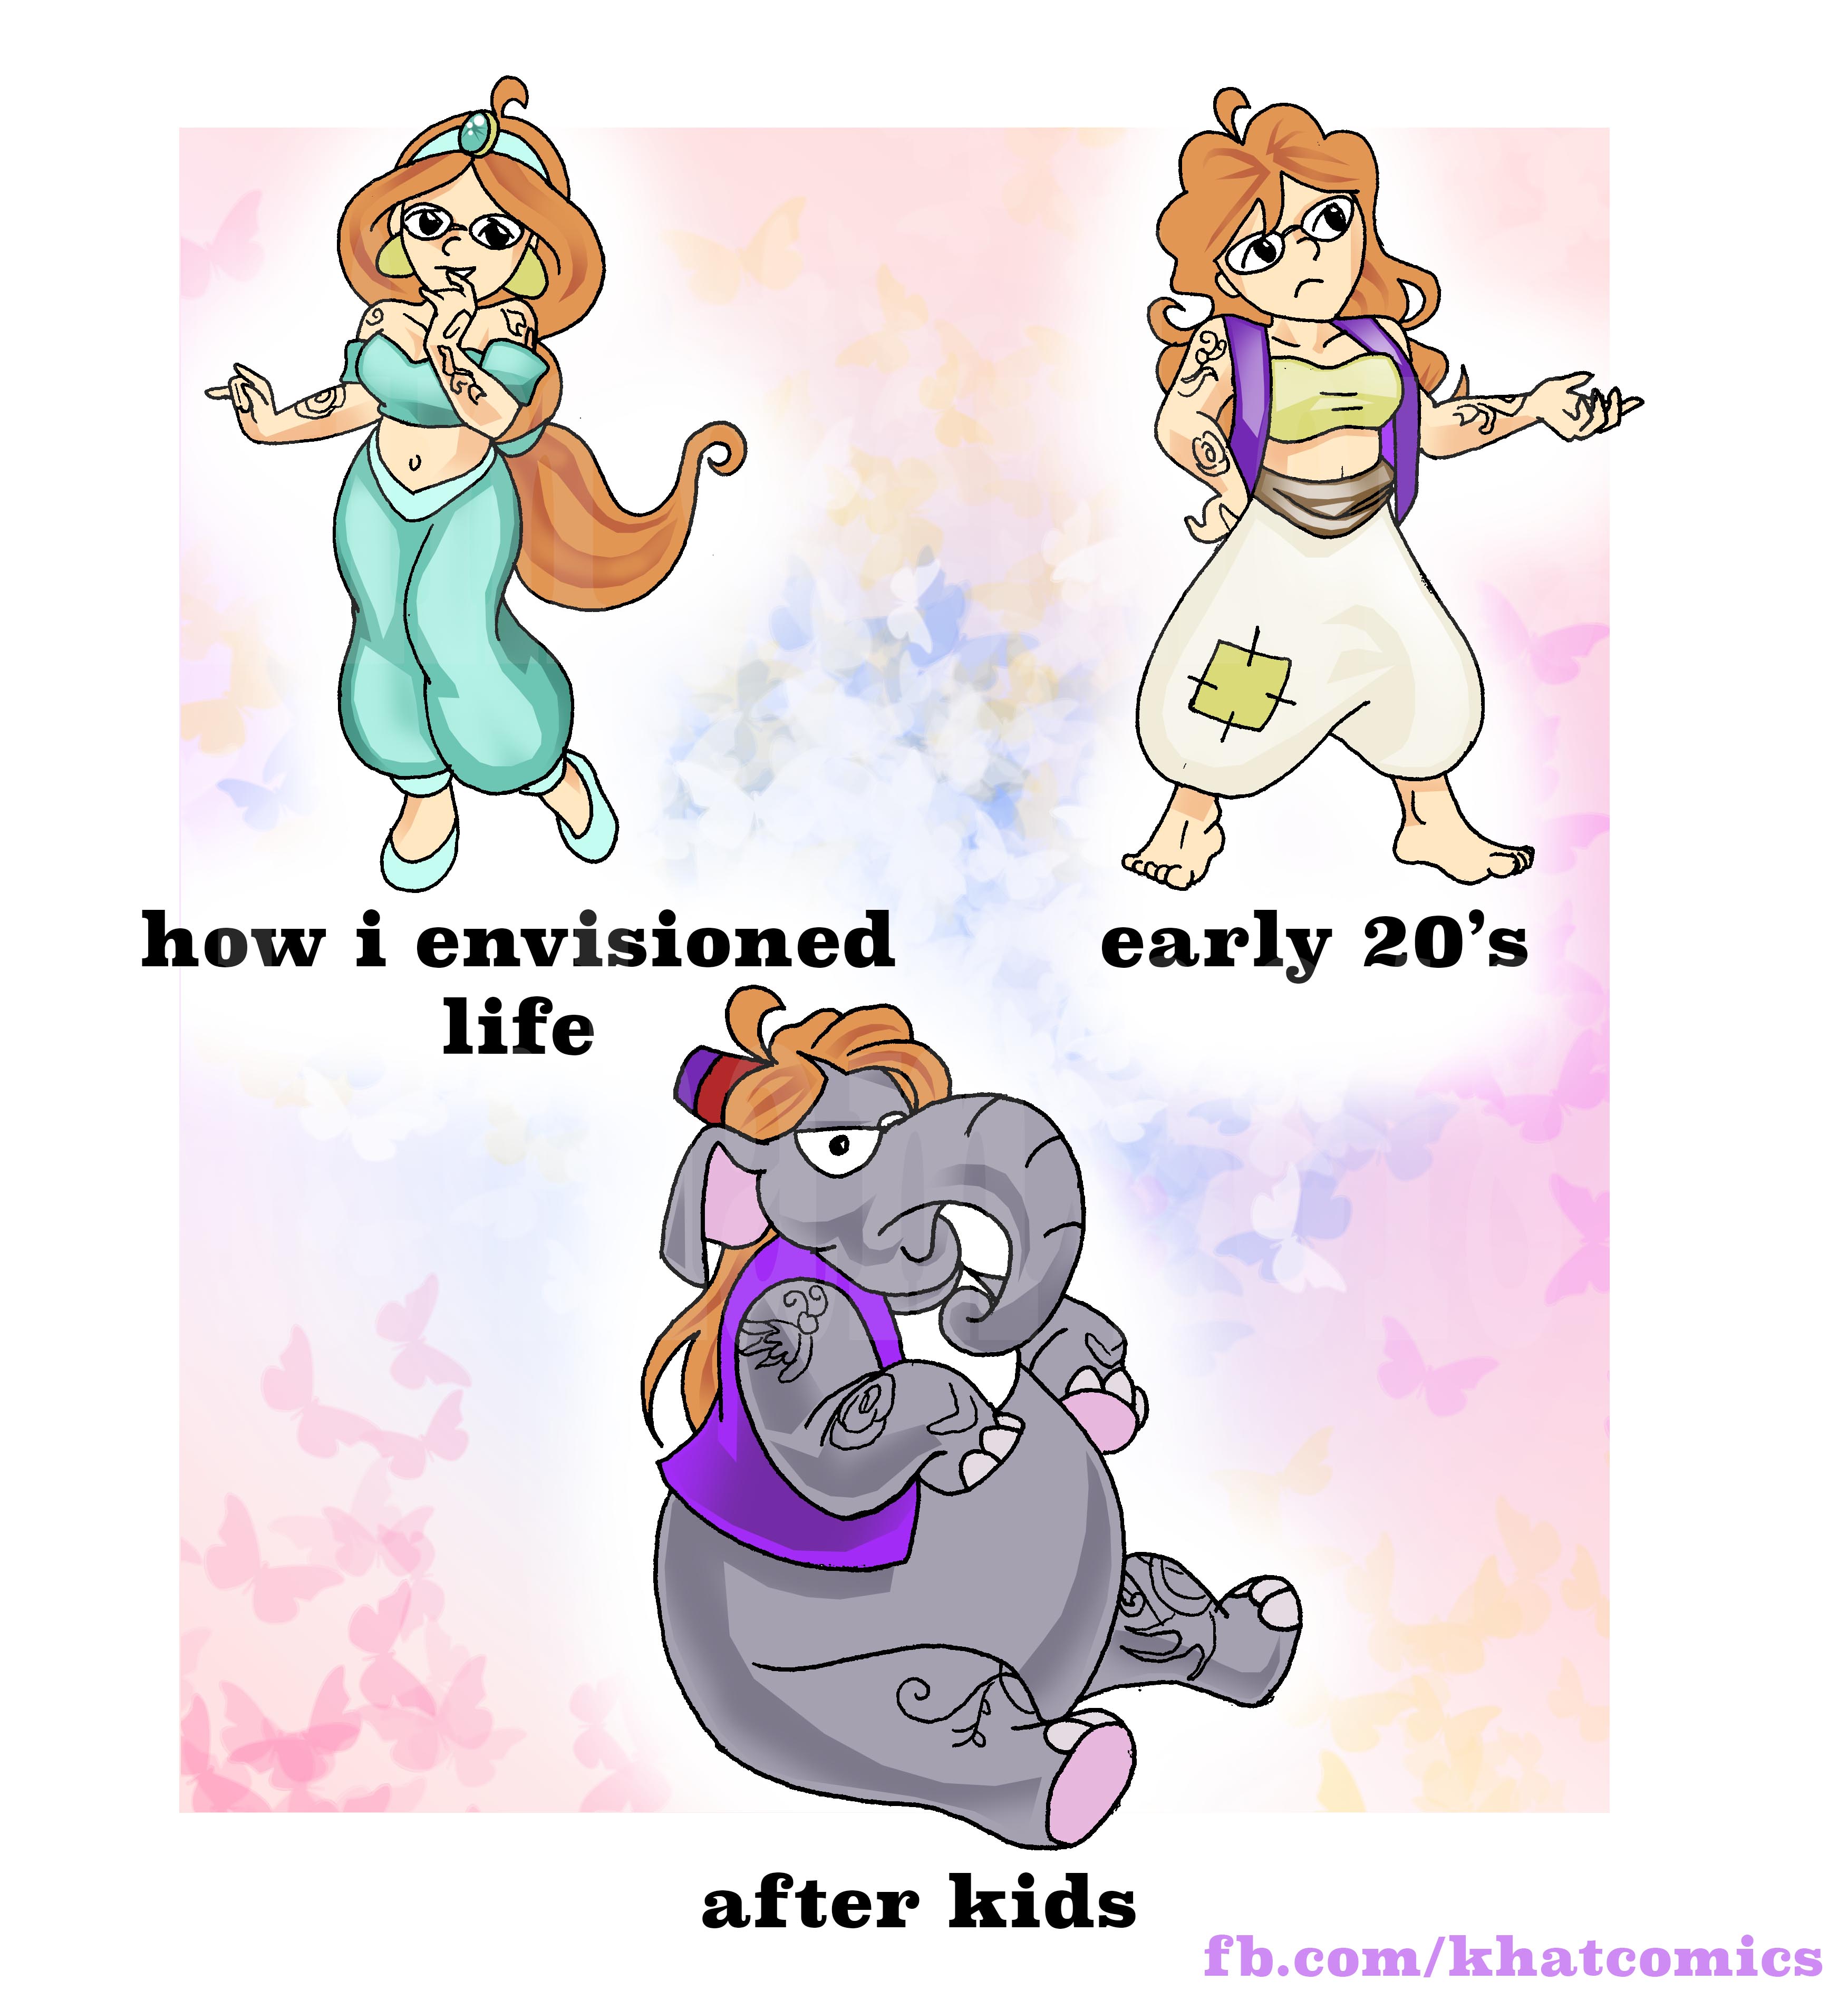 how i envisioned
life
early 20's
after kids
fb.com/khatcomics